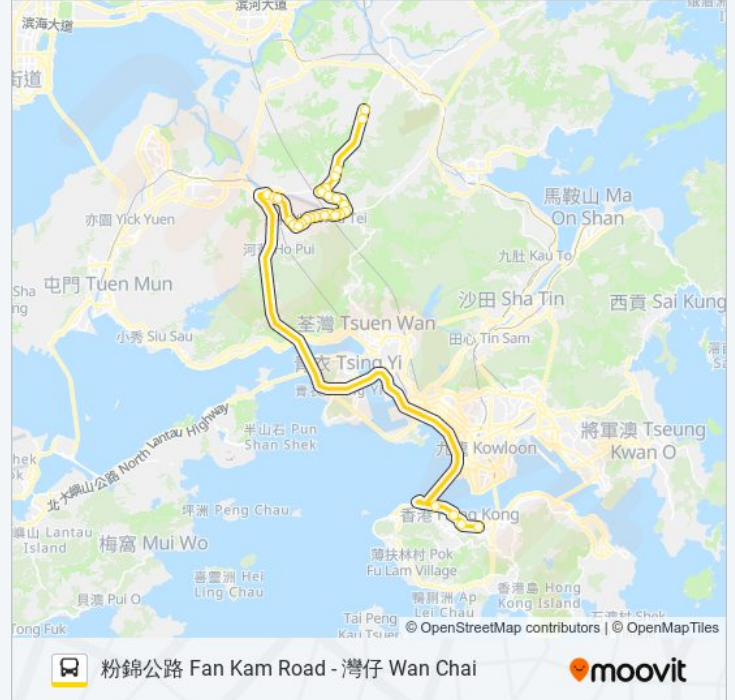 滨河大道
滨海大道
街道
馬鞍山 Ma
On Shan
亦園 Yick Yuen
Ho Pui
九肚 Kau To
屯門 Tuen Mun
Sha
沙田 Sha Tin
西貢 Sai Kung
荃灣 Tsuen Wan
小秀 Siu Sau
田心 Tin Sam
青衣 Tsing Yi
半山石 Pun
Shan Shek
將軍澳 Tseung
Kwan O
Kowloon
北大嶼山公路 North Lantau Highway
坪洲 Peng Chau
香港 Hong Kong
Lantau
Island
梅窩 Mui Wo
薄扶林村 Pok
Fu Lam Village
喜靈洲 Hei
Ling Chau
香港島 Hong
Kong Island
貝澳 Pui O
鴨脷洲 Ap
Lei Chau
Tai Peng
Kau Tsuen
Tong Fuk
© OpenStreetMap contributors | © OpenMapTiles
粉錦公路 Fan Kam Road - 灣仔 Wan Chai
moovit